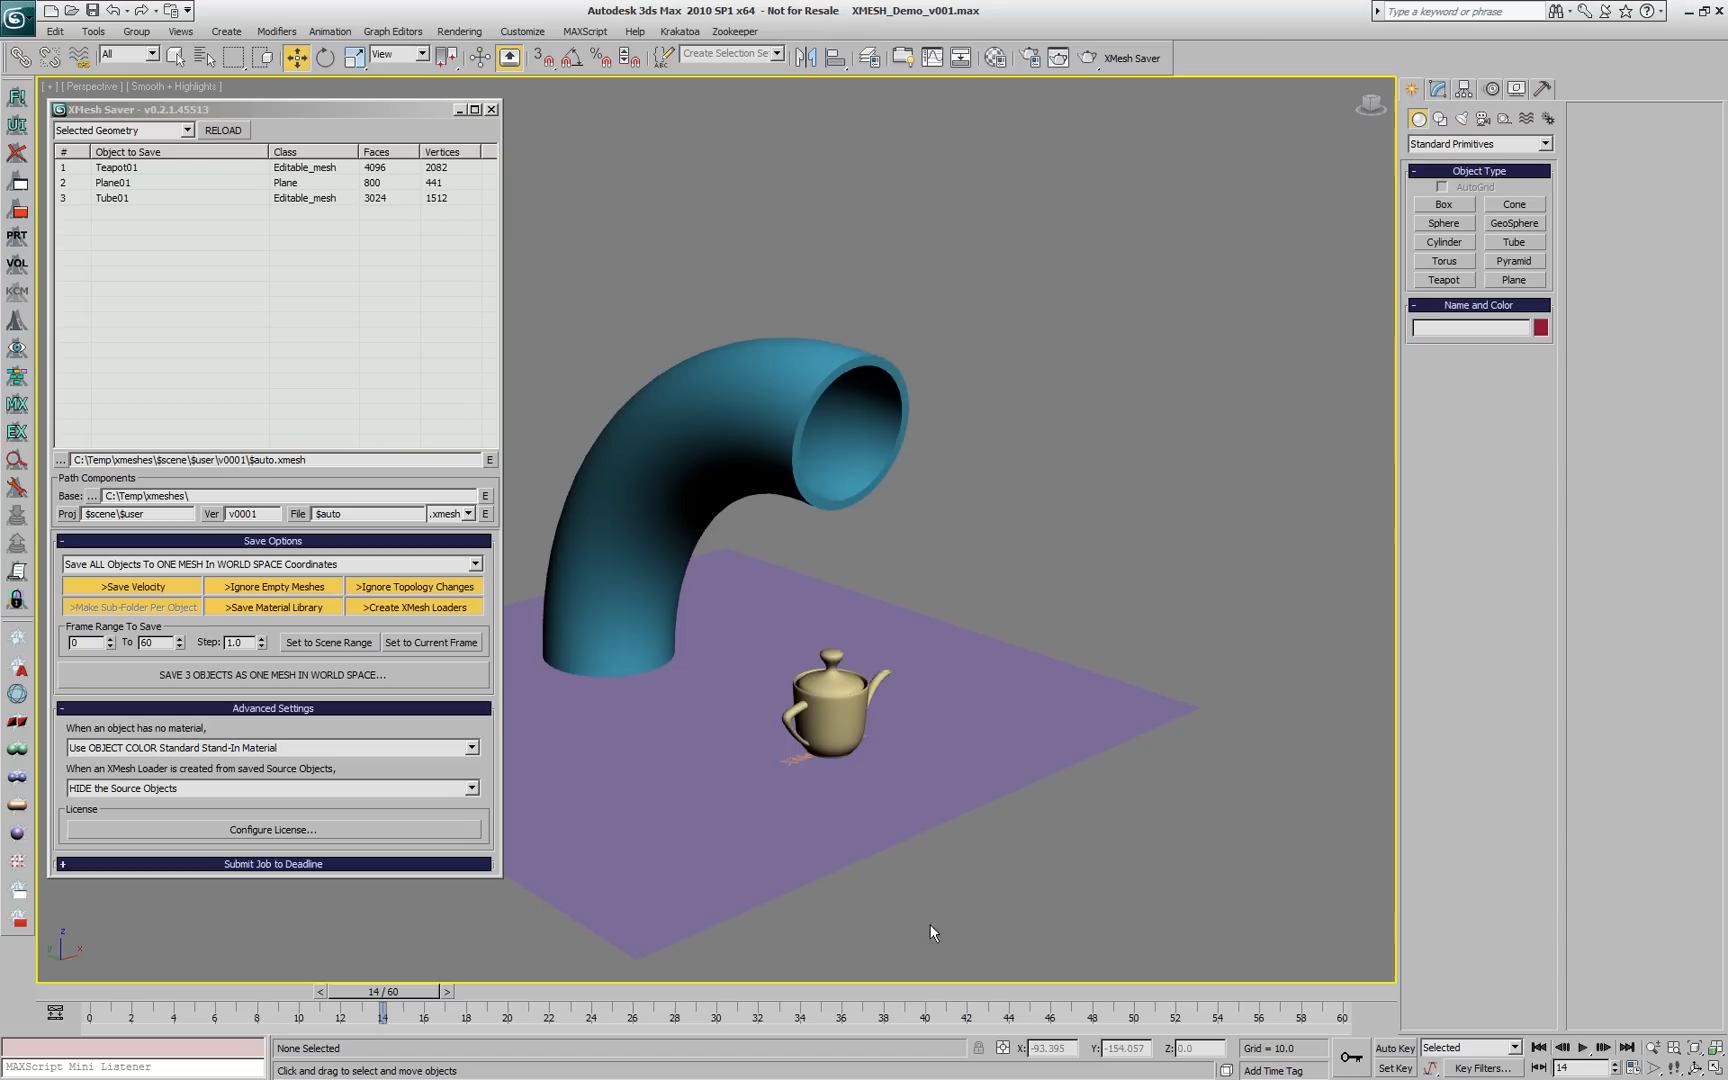 Autodesk 3ds Max 2010 SP1 x64 - Not for Resale XMESH_Demo_v001.max
Type a keyword or phrase
Edit Tools Group Views Create Modifiers Animation Graph Editors Rendering Customize MAXScript Help Krakatoa Zookeeper
All View 3 % ABC Create Selection Se XMesh Saver
[ + ] [ Perspective ] [ Smooth + Highlights ]
XMesh Saver - v0.2.1.45513
Selected Geometry RELOAD
# Object to Save Class Faces Vertices
1 Teapot01 Editable_mesh 4096 2082
2 Plane01 Plane 800 441
3 Tube01 Editable_mesh 3024 1512
... C:\Temp\xmeshes\$scene\$user\v0001\$auto.xmesh E
Path Components
Base: ... C:\Temp\xmeshes\ E
Proj $scene\$user Ver v0001 File $auto .xmesh E
- Save Options
Save ALL Objects To ONE MESH In WORLD SPACE Coordinates
>Save Velocity >Ignore Empty Meshes >Ignore Topology Changes
>Make Sub-Folder Per Object >Save Material Library >Create XMesh Loaders
Frame Range To Save
0 To 60 Step: 1.0 Set to Scene Range Set to Current Frame
SAVE 3 OBJECTS AS ONE MESH IN WORLD SPACE...
- Advanced Settings
When an object has no material,
Use OBJECT COLOR Standard Stand-In Material
When an XMesh Loader is created from saved Source Objects,
HIDE the Source Objects
License
Configure License...
+ Submit Job to Deadline
F!
UI
PRT
VOL
KCM
MX
EX
Standard Primitives
- Object Type
AutoGrid
Box Cone
Sphere GeoSphere
Cylinder Tube
Torus Pyramid
Teapot Plane
- Name and Color
z
y x
< 14 / 60 >
0 2 4 6 8 10 12 14 16 18 20 22 24 26 28 30 32 34 36 38 40 42 44 46 48 50 52 54 56 58 60
None Selected X: -93.395 Y: -154.057 Z: 0.0 Grid = 10.0 Auto Key Selected
MAXScript Mini Listener Click and drag to select and move objects Add Time Tag Set Key Key Filters... 14